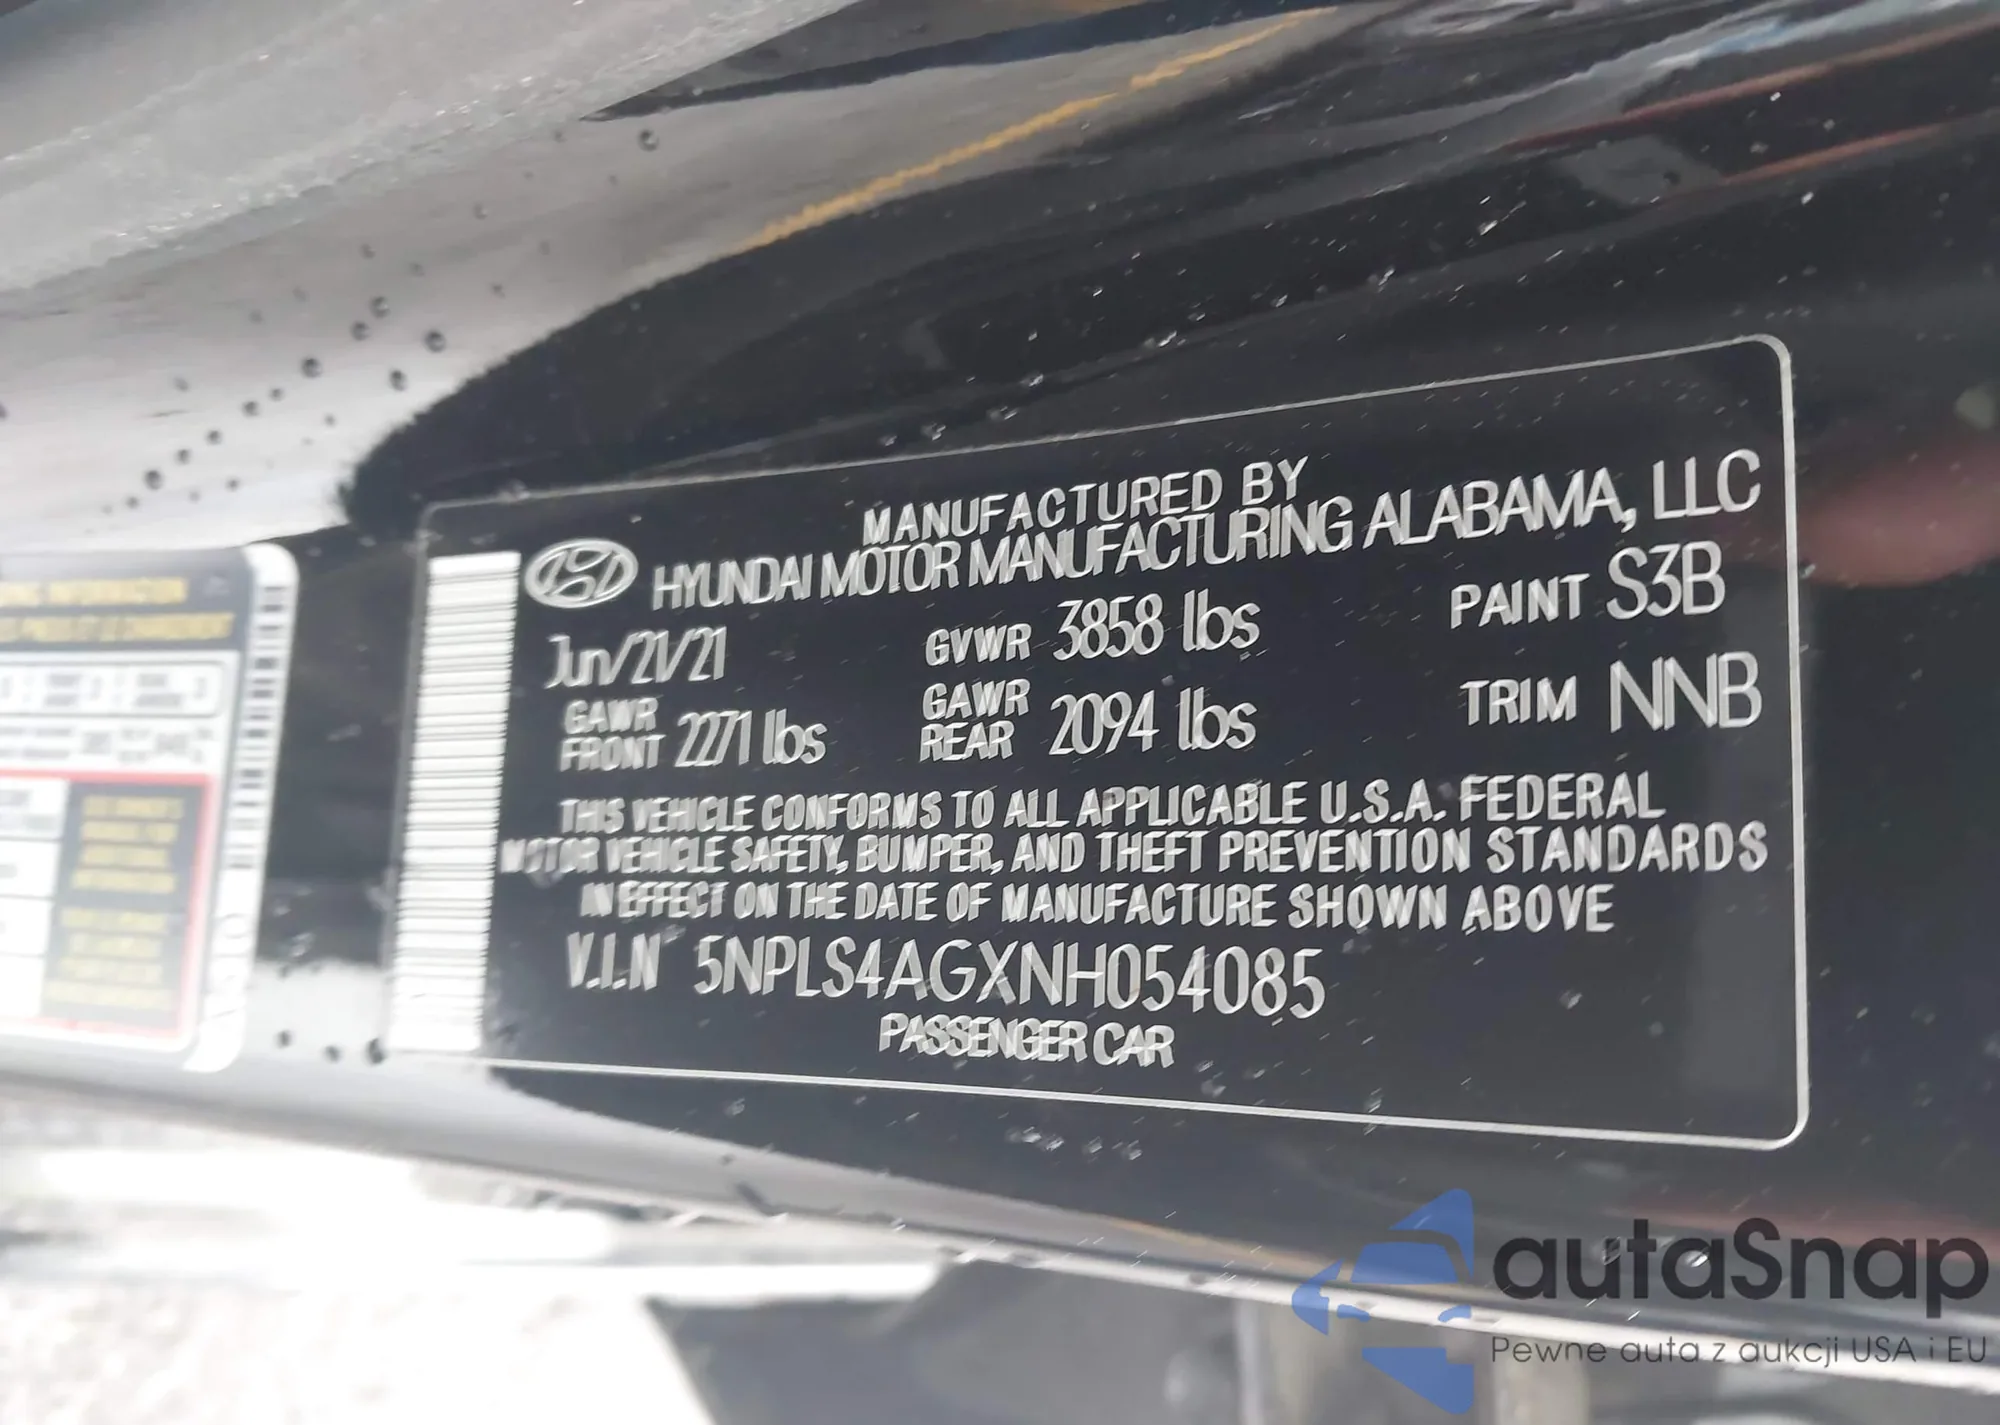 MANUFACTURED BY
HYUNDAI MOTOR MANUFACTURING ALABAMA, LLC
Jun/21/21 GVWR 3858 lbs PAINT S3B
GAWR FRONT 2271 lbs GAWR REAR 2094 lbs TRIM NNB
THIS VEHICLE CONFORMS TO ALL APPLICABLE U.S.A. FEDERAL
MOTOR VEHICLE SAFETY, BUMPER, AND THEFT PREVENTION STANDARDS
IN EFFECT ON THE DATE OF MANUFACTURE SHOWN ABOVE
V.I.N 5NPLS4AGXNH054085
PASSENGER CAR
autaSnap
Pewne auta z aukcji USA i EU